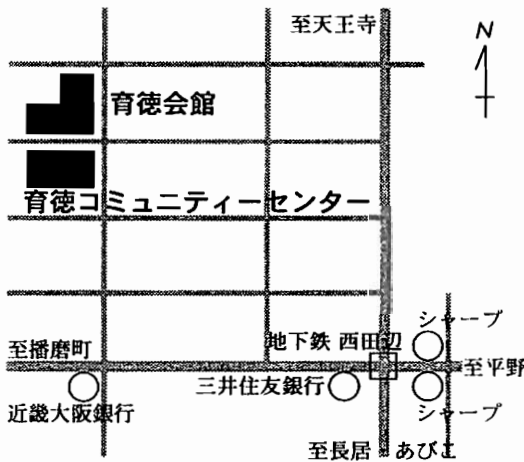 至天王寺
N
育徳会館
育徳コミュニティーセンター
シャープ
地下鉄 西田辺
至播磨町
至平野
三井住友銀行
近畿大阪銀行
シャープ
至長居 あびこ